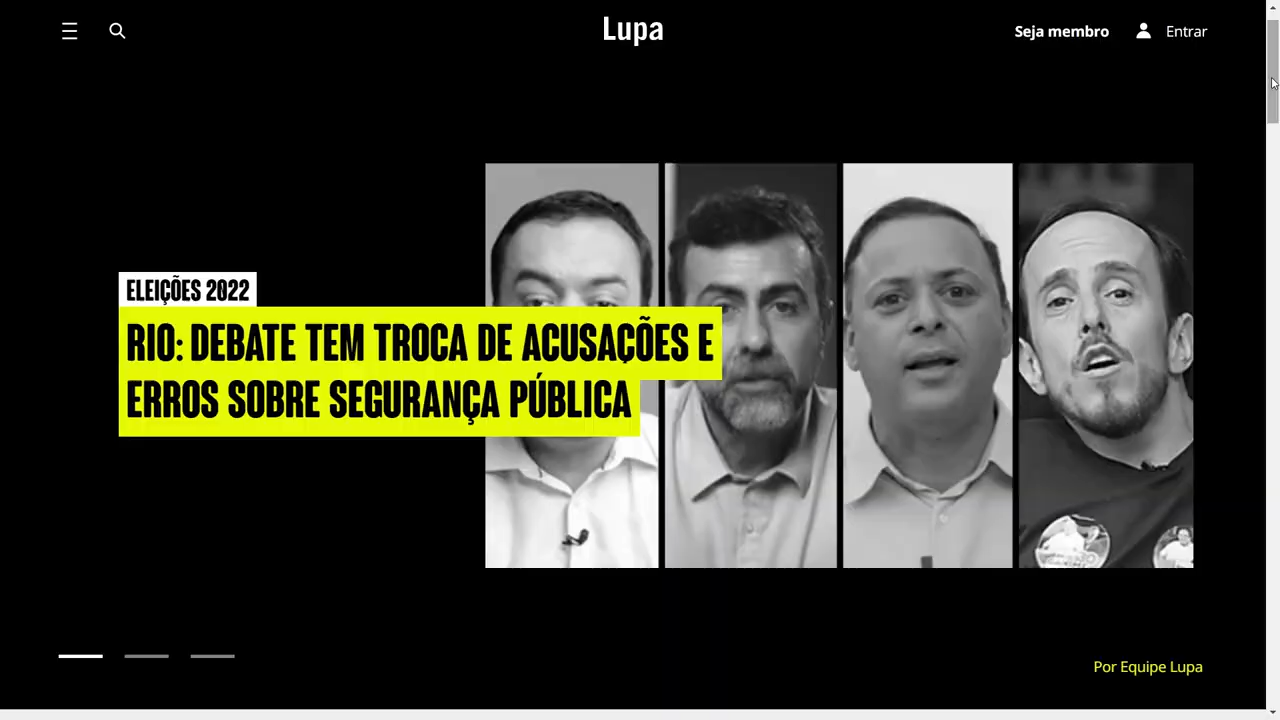 Lupa
Seja membro
Entrar
ELEIÇÕES 2022
RIO: DEBATE TEM TROCA DE ACUSAÇÕES E
ERROS SOBRE SEGURANÇA PÚBLICA
Por Equipe Lupa